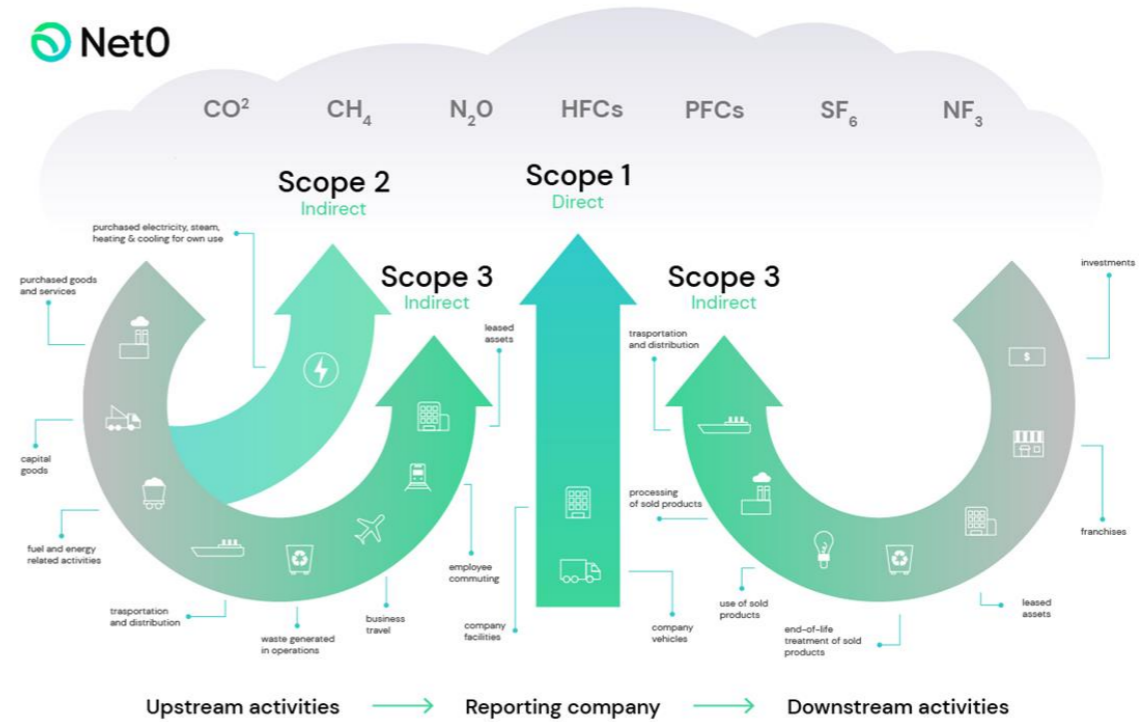 Net0
CO²
CH₄
N₂O
HFCs
PFCs
SF₆
NF₃
Scope 2
Indirect
Scope 1
Direct
purchased electricity, steam,
heating & cooling for own use
Scope 3
Indirect
Scope 3
Indirect
purchased goods
and services
capital
goods
fuel and energy
related activities
trasportation
and distribution
waste generated
in operations
business
travel
employee
commuting
leased
assets
company
facilities
company
vehicles
trasportation
and distribution
processing
of sold products
use of sold
products
end-of-life
treatment of sold
products
leased
assets
franchises
investments
$
Upstream activities
Reporting company
Downstream activities